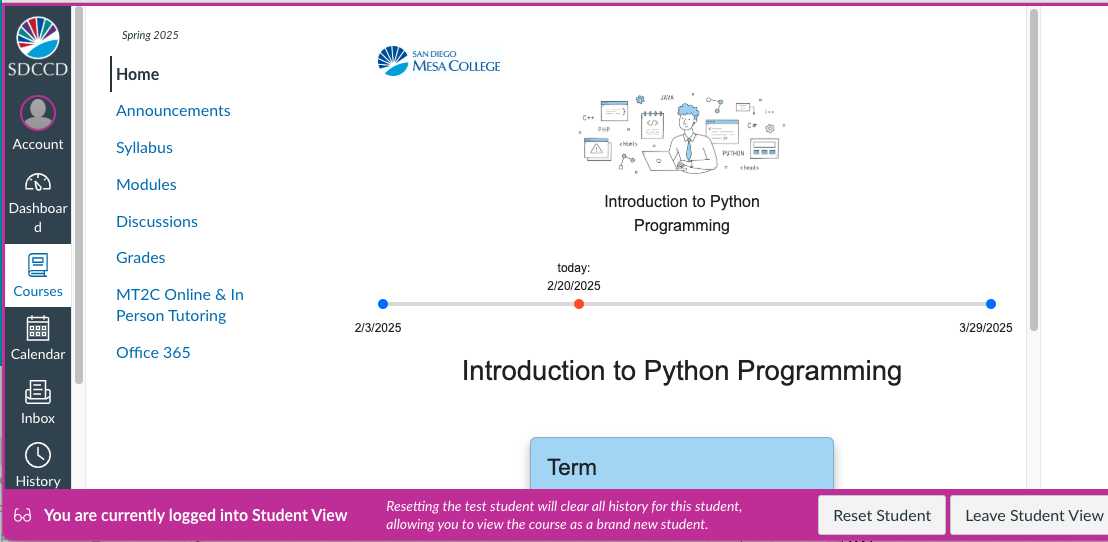 SDCCD
Account
Dashboar
d
Courses
Calendar
Inbox
History
Spring 2025
Home
Announcements
Syllabus
Modules
Discussions
Grades
MT2C Online & In
Person Tutoring
Office 365
SAN DIEGO
MESA COLLEGE
JAVA
C++
PHP
</>
<html>
C#
PYTHON
<head>
Introduction to Python
Programming
today:
2/20/2025
2/3/2025
3/29/2025
Introduction to Python Programming
Term
You are currently logged into Student View
Resetting the test student will clear all history for this student,
allowing you to view the course as a brand new student.
Reset Student
Leave Student View